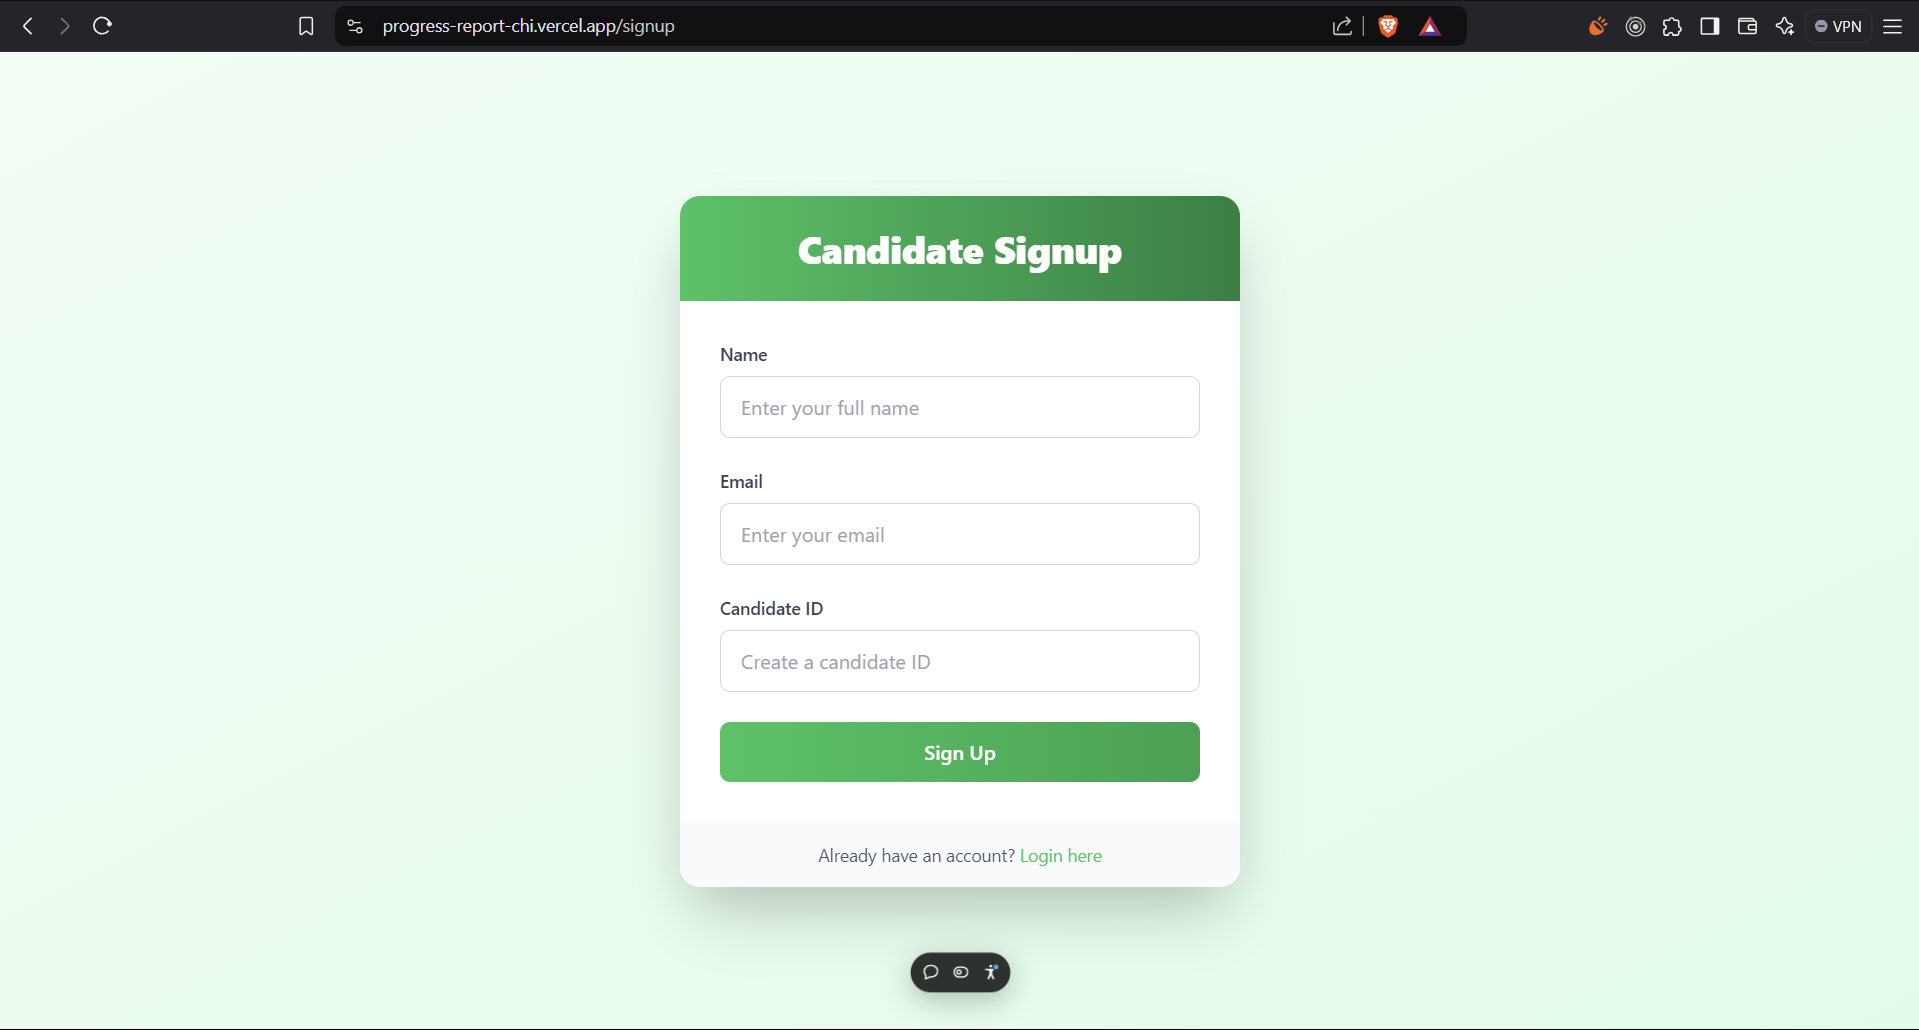 progress-report-chi.vercel.app/signup
VPN
Candidate Signup
Name
Enter your full name
Email
Enter your email
Candidate ID
Create a candidate ID
Sign Up
Already have an account? Login here